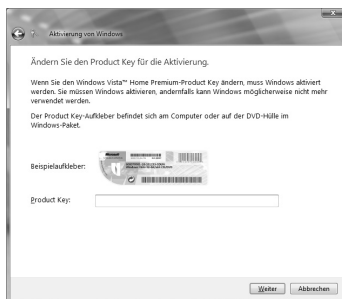 Aktivierung von Windows
Ändern Sie den Product Key für die Aktivierung.
Wenn Sie den Windows Vista™ Home Premium-Product Key ändern, muss Windows aktiviert
werden. Sie müssen Windows aktivieren, andernfalls kann Windows möglicherweise nicht mehr
verwendet werden.
Der Product Key-Aufkleber befindet sich am Computer oder auf der DVD-Hülle im
Windows-Paket.
Beispielaufkleber:
Product Key:
Weiter
Abbrechen